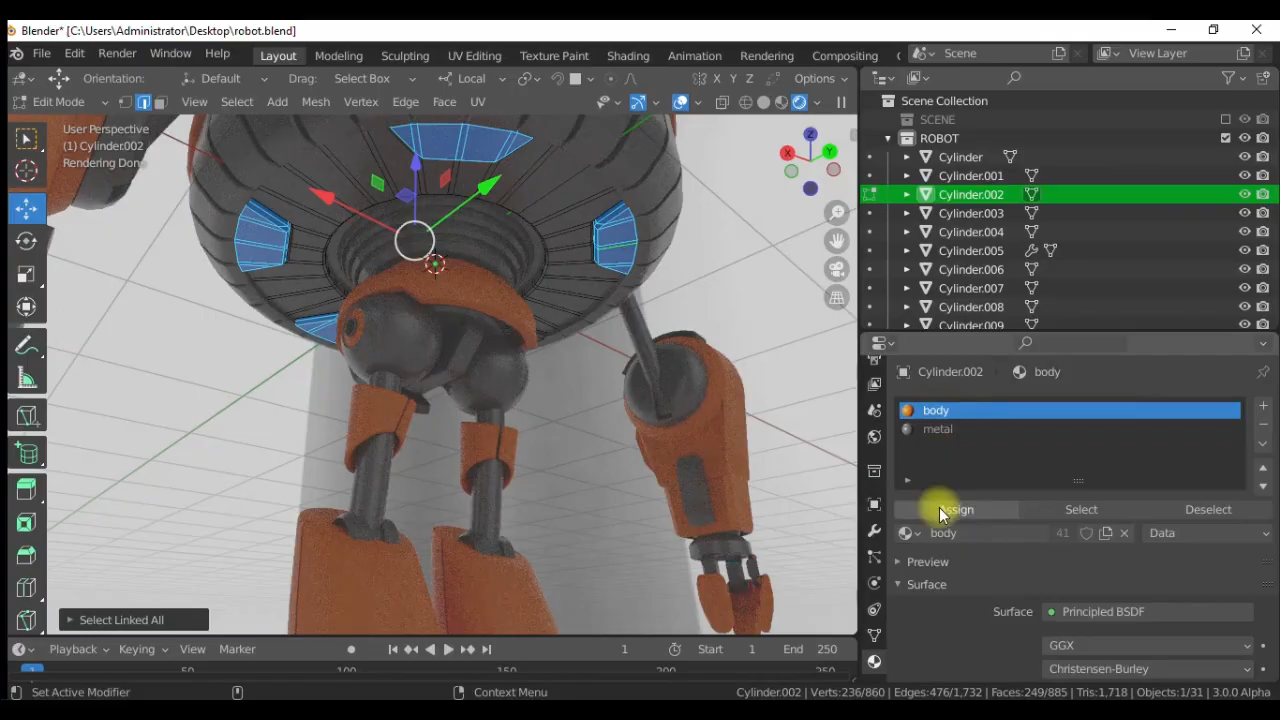 Blender* [C:\Users\Administrator\Desktop\robot.blend]
File Edit Render Window Help Layout Modeling Sculpting UV Editing Texture Paint Shading Animation Rendering Compositing Scene View Layer
Orientation: Default Drag: Select Box Local X Y Z Options
Edit Mode View Select Add Mesh Vertex Edge Face UV
Scene Collection
SCENE
ROBOT
Cylinder
Cylinder.001
Cylinder.002
Cylinder.003
Cylinder.004
Cylinder.005
Cylinder.006
Cylinder.007
Cylinder.008
Cylinder.009
User Perspective
(1) Cylinder.002
Rendering Done
Z
X Y
Cylinder.002 body
body
metal
Assign Select Deselect
body 41 Data
Preview
Surface
Surface Principled BSDF
GGX
Christensen-Burley
Select Linked All
Playback Keying View Marker 1 Start 1 End 250
1 50 100 150 200 250
Set Active Modifier Context Menu Cylinder.002 | Verts:236/860 | Edges:476/1,732 | Faces:249/885 | Tris:1,718 | Objects:1/31 | 3.0.0 Alpha